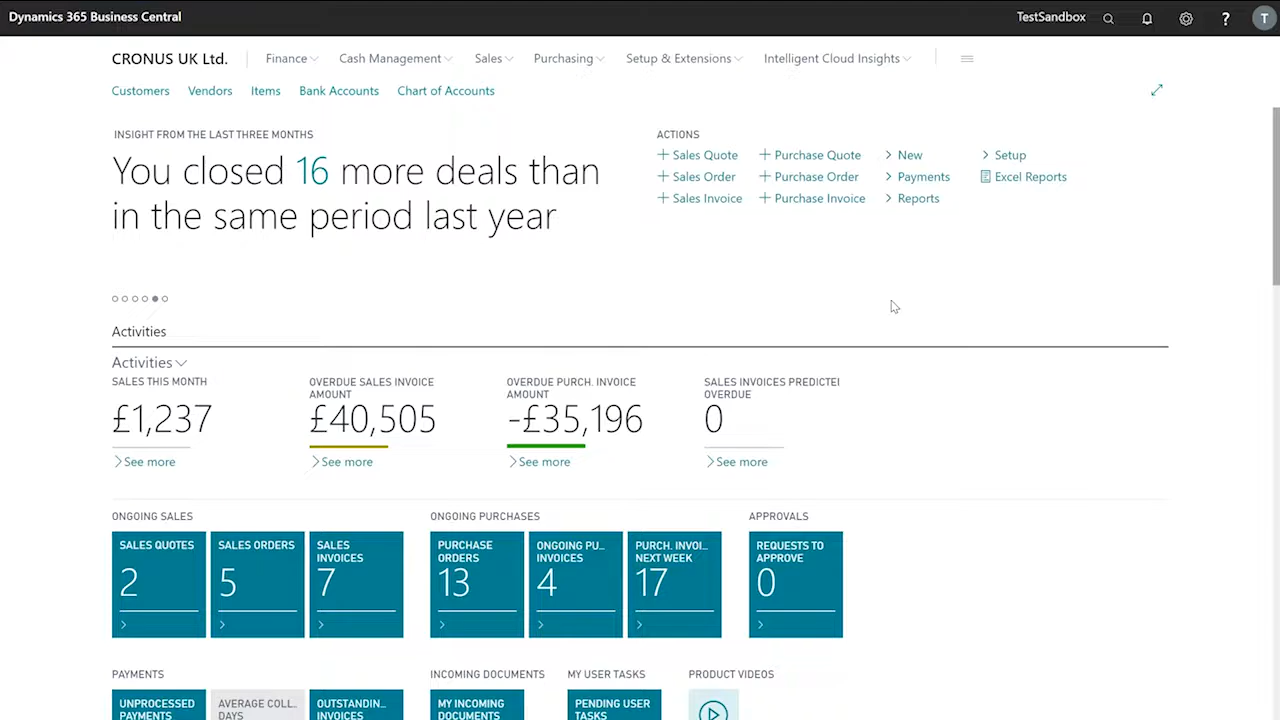 Dynamics 365 Business Central
TestSandbox
?
T
CRONUS UK Ltd.
Finance
Cash Management
Sales
Purchasing
Setup & Extensions
Intelligent Cloud Insights
Customers
Vendors
Items
Bank Accounts
Chart of Accounts
INSIGHT FROM THE LAST THREE MONTHS
You closed 16 more deals than
in the same period last year
ACTIONS
+ Sales Quote
+ Purchase Quote
> New
> Setup
+ Sales Order
+ Purchase Order
> Payments
Excel Reports
+ Sales Invoice
+ Purchase Invoice
> Reports
Activities
Activities
SALES THIS MONTH
£1,237
>See more
OVERDUE SALES INVOICE
AMOUNT
£40,505
>See more
OVERDUE PURCH. INVOICE
AMOUNT
-£35,196
>See more
SALES INVOICES PREDICTEI
OVERDUE
0
>See more
ONGOING SALES
SALES QUOTES
2
SALES ORDERS
5
SALES
INVOICES
7
ONGOING PURCHASES
PURCHASE
ORDERS
13
ONGOING PU...
INVOICES
4
PURCH. INVOI...
NEXT WEEK
17
APPROVALS
REQUESTS TO
APPROVE
0
PAYMENTS
UNPROCESSED
PAYMENTS
AVERAGE COLL...
DAYS
OUTSTANDIN...
INVOICES
INCOMING DOCUMENTS
MY INCOMING
DOCUMENTS
MY USER TASKS
PENDING USER
TASKS
PRODUCT VIDEOS